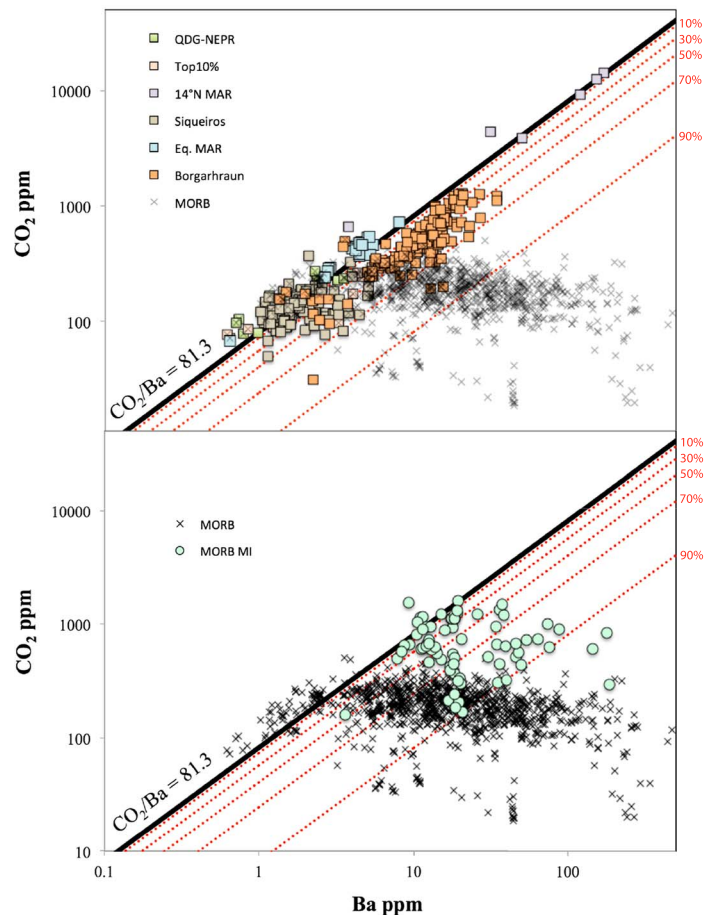 10%
30%
50%
70%
90%
QDG-NEPR
Top10%
14°N MAR
Siqueiros
Eq. MAR
Borgarhraun
MORB
10000
1000
100
CO₂ ppm
CO₂/Ba = 81.3
10%
30%
50%
70%
90%
MORB
MORB MI
10000
1000
100
10
CO₂ ppm
CO₂/Ba = 81.3
0.1
1
10
100
Ba ppm